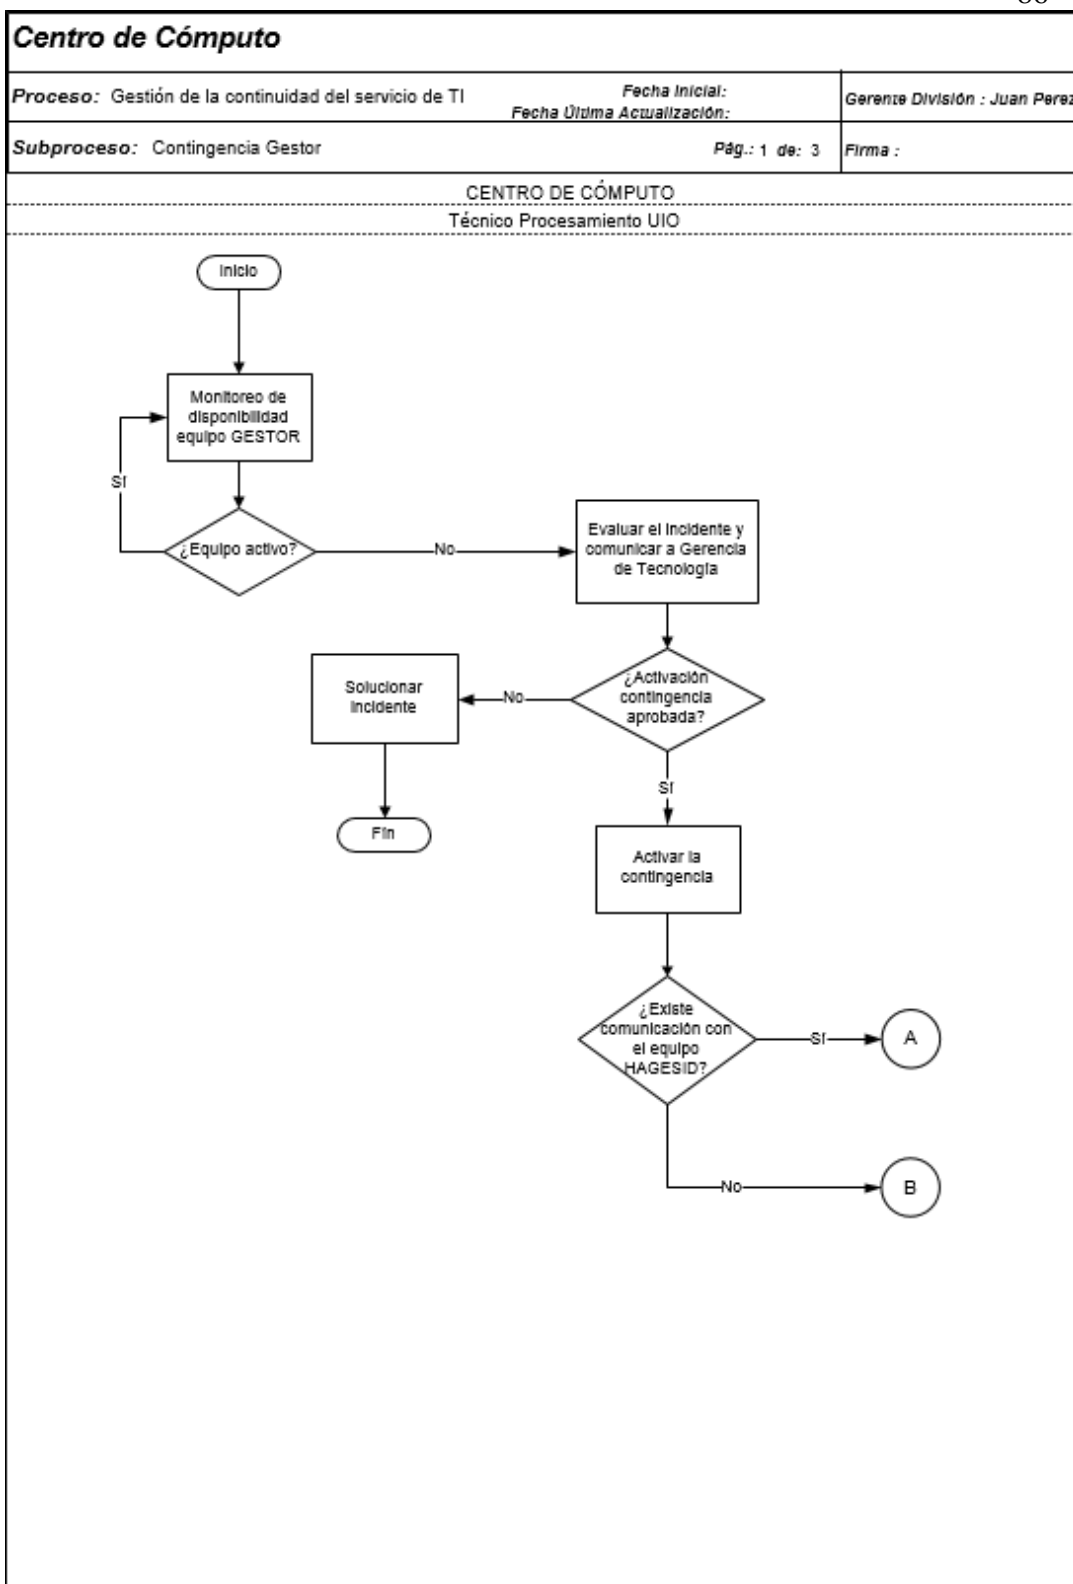 Centro de Cómputo
Proceso: Gestión de la continuidad del servicio de TI
Fecha Inicial:
Fecha Última Actualización:
Gerente División : Juan Perez
Subproceso: Contingencia Gestor
Pág.: 1 de: 3
Firma :
CENTRO DE CÓMPUTO
Técnico Procesamiento UIO
Inicio
Monitoreo de
disponibilidad
equipo GESTOR
Sí
¿Equipo activo?
No
Evaluar el incidente y
comunicar a Gerencia
de Tecnología
¿Activación
contingencia
aprobada?
No
Solucionar
incidente
Fin
Sí
Activar la
contingencia
¿Existe
comunicación con
el equipo
HAGESID?
Sí
A
No
B